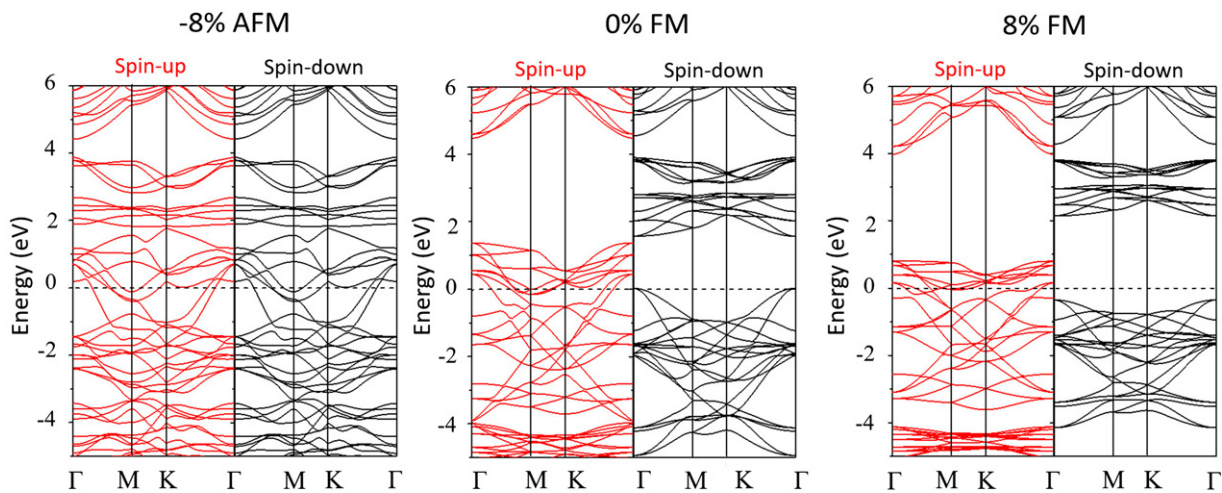 -8% AFM
0% FM
8% FM
Spin-up
Spin-down
Spin-up
Spin-down
Spin-up
Spin-down
Energy (eV)
6
4
2
0
-2
-4
Γ M K Γ M K Γ
Energy (eV)
6
4
2
0
-2
-4
Γ M K Γ M K Γ
Energy (eV)
6
4
2
0
-2
-4
Γ M K Γ M K Γ